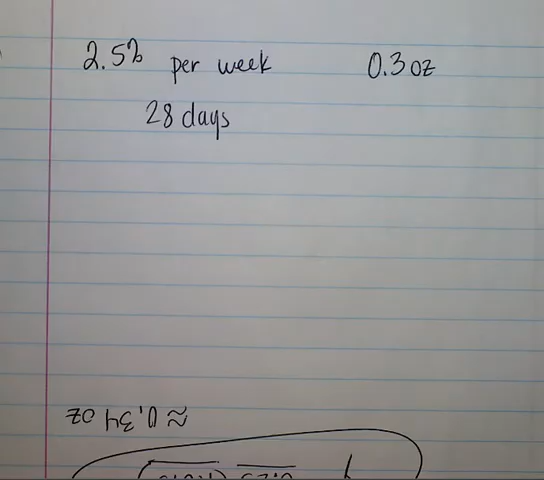 2.5% per week 0.3 oz
28 days
≈ 0.34 oz